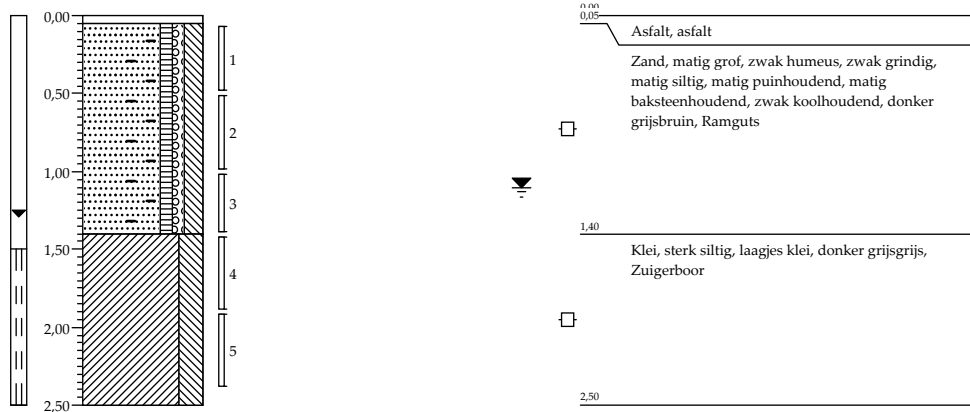 0,00
0,50
1,00
1,50
2,00
2,50
1
2
3
4
5
0,00
0,05
Asfalt, asfalt
Zand, matig grof, zwak humeus, zwak grindig,
matig siltig, matig puinhoudend, matig
baksteenhoudend, zwak koolhoudend, donker
grijsbruin, Ramguts
1,40
Klei, sterk siltig, laagjes klei, donker grijsgrijs,
Zuigerboor
2,50